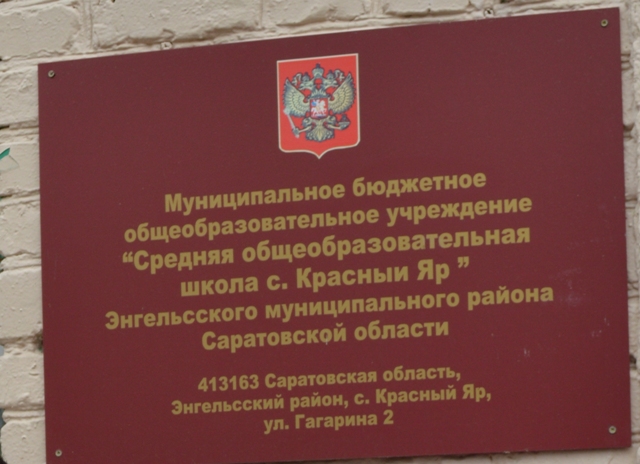 Муниципальное бюджетное
общеобразовательное учреждение
“Средняя общеобразовательная
школа с. Красныи Яр ”
Энгельсского муниципального района
Саратовской области
413163 Саратовская область,
Энгельсский район, с. Красный Яр,
ул. Гагарина 2